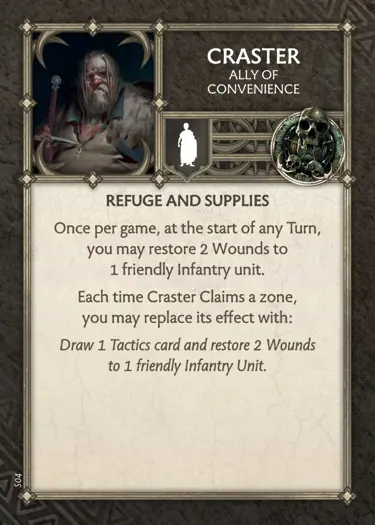 CRASTER
ALLY OF
CONVENIENCE
REFUGE AND SUPPLIES
Once per game, at the start of any Turn,
you may restore 2 Wounds to
1 friendly Infantry unit.
Each time Craster Claims a zone,
you may replace its effect with:
Draw 1 Tactics card and restore 2 Wounds
to 1 friendly Infantry Unit.
S04